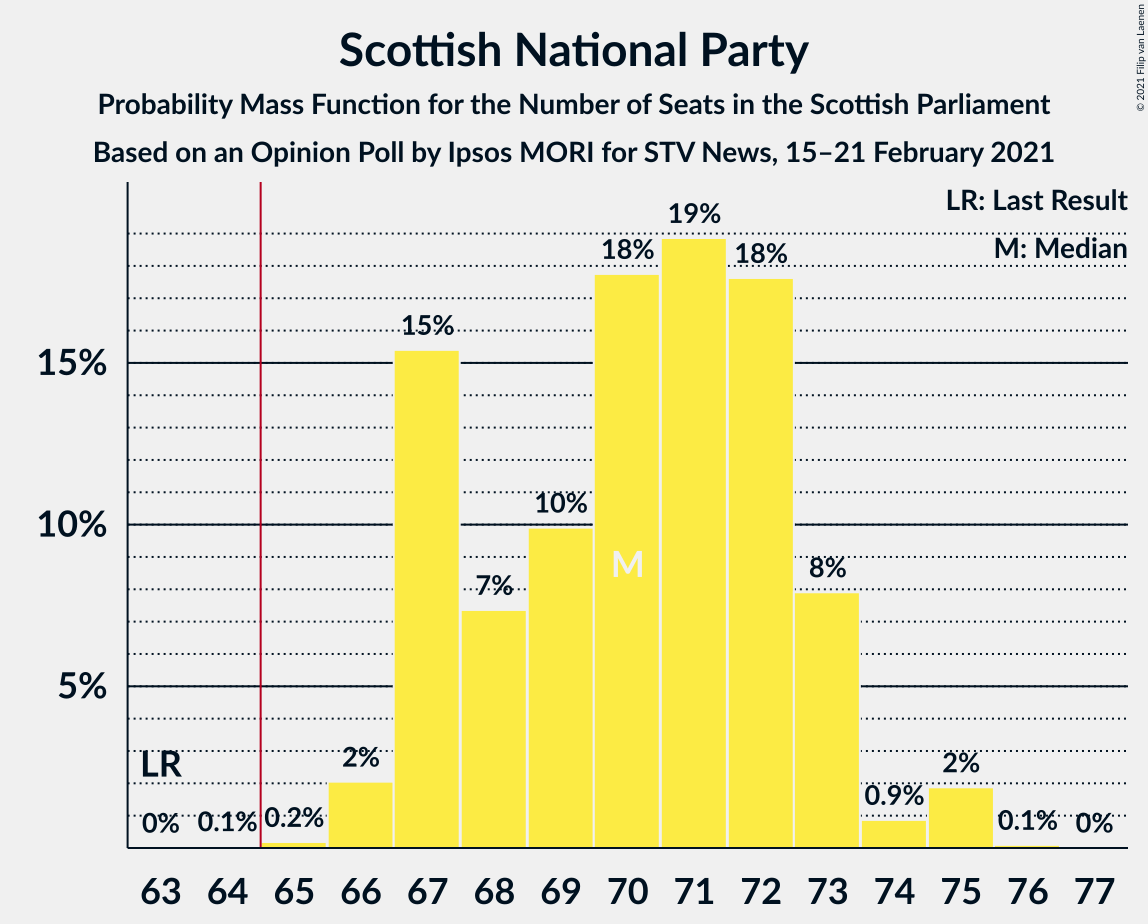 Scottish National Party
Probability Mass Function for the Number of Seats in the Scottish Parliament
Based on an Opinion Poll by Ipsos MORI for STV News, 15–21 February 2021
© 2021 Filip van Laenen
LR: Last Result
M: Median
15%
10%
5%
LR
M
0%
0.1%
0.2%
2%
15%
7%
10%
18%
19%
18%
8%
0.9%
2%
0.1%
0%
63 64 65 66 67 68 69 70 71 72 73 74 75 76 77